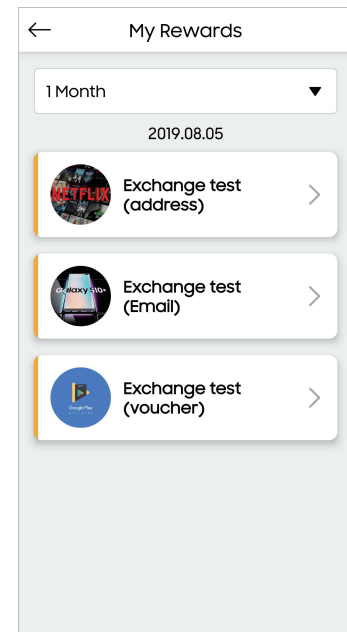 My Rewards
1 Month
2019.08.05
NETFLIX
Exchange test
(address)
Galaxy S10+
Exchange test
(Email)
Google Play
Exchange test
(voucher)